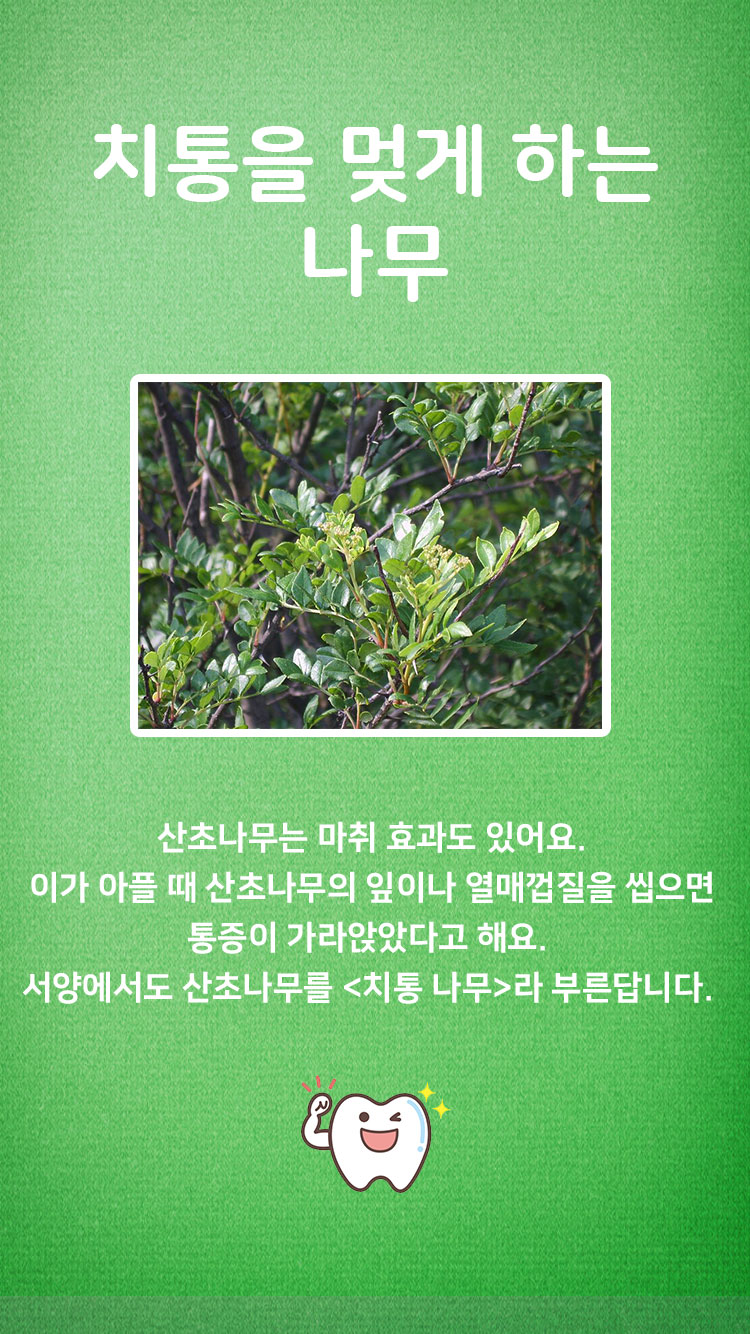 치통을 멎게 하는
나무
산초나무는 마취 효과도 있어요.
이가 아플 때 산초나무의 잎이나 열매껍질을 씹으면
통증이 가라앉았다고 해요.
서양에서도 산초나무를 <치통 나무>라 부른답니다.